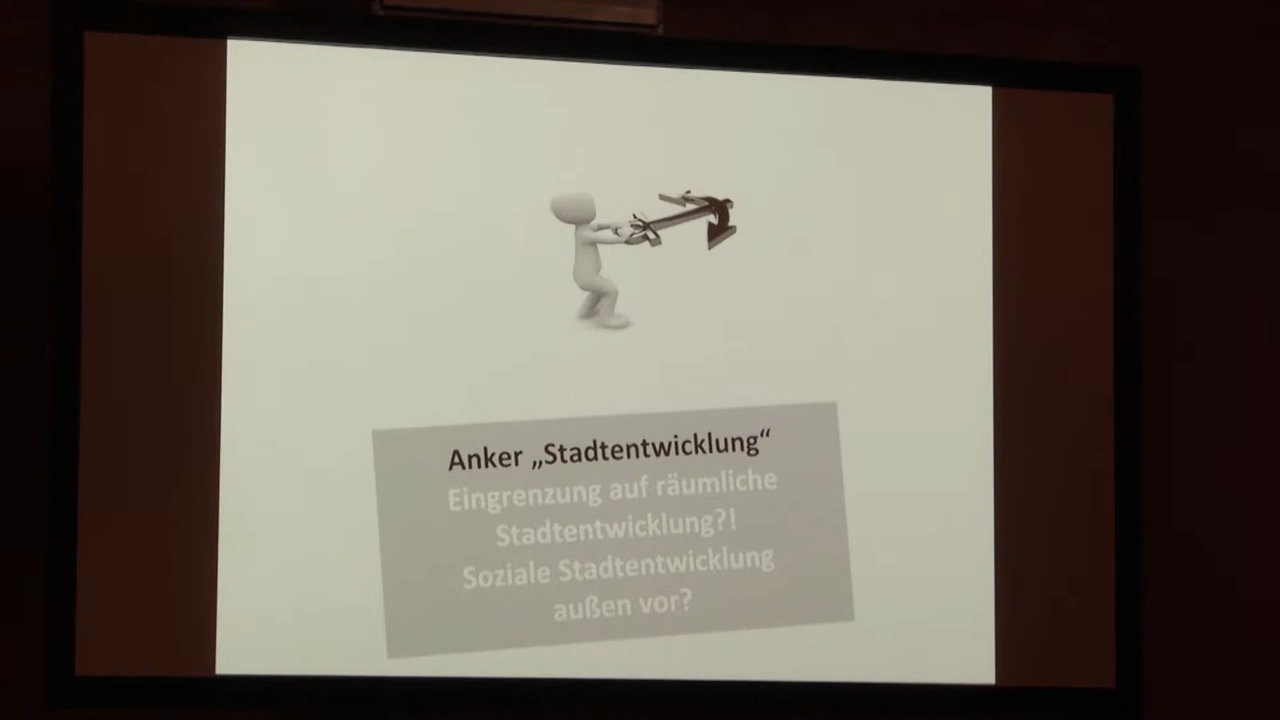 Anker „Stadtentwicklung“
Eingrenzung auf räumliche
Stadtentwicklung?!
Soziale Stadtentwicklung
außen vor?